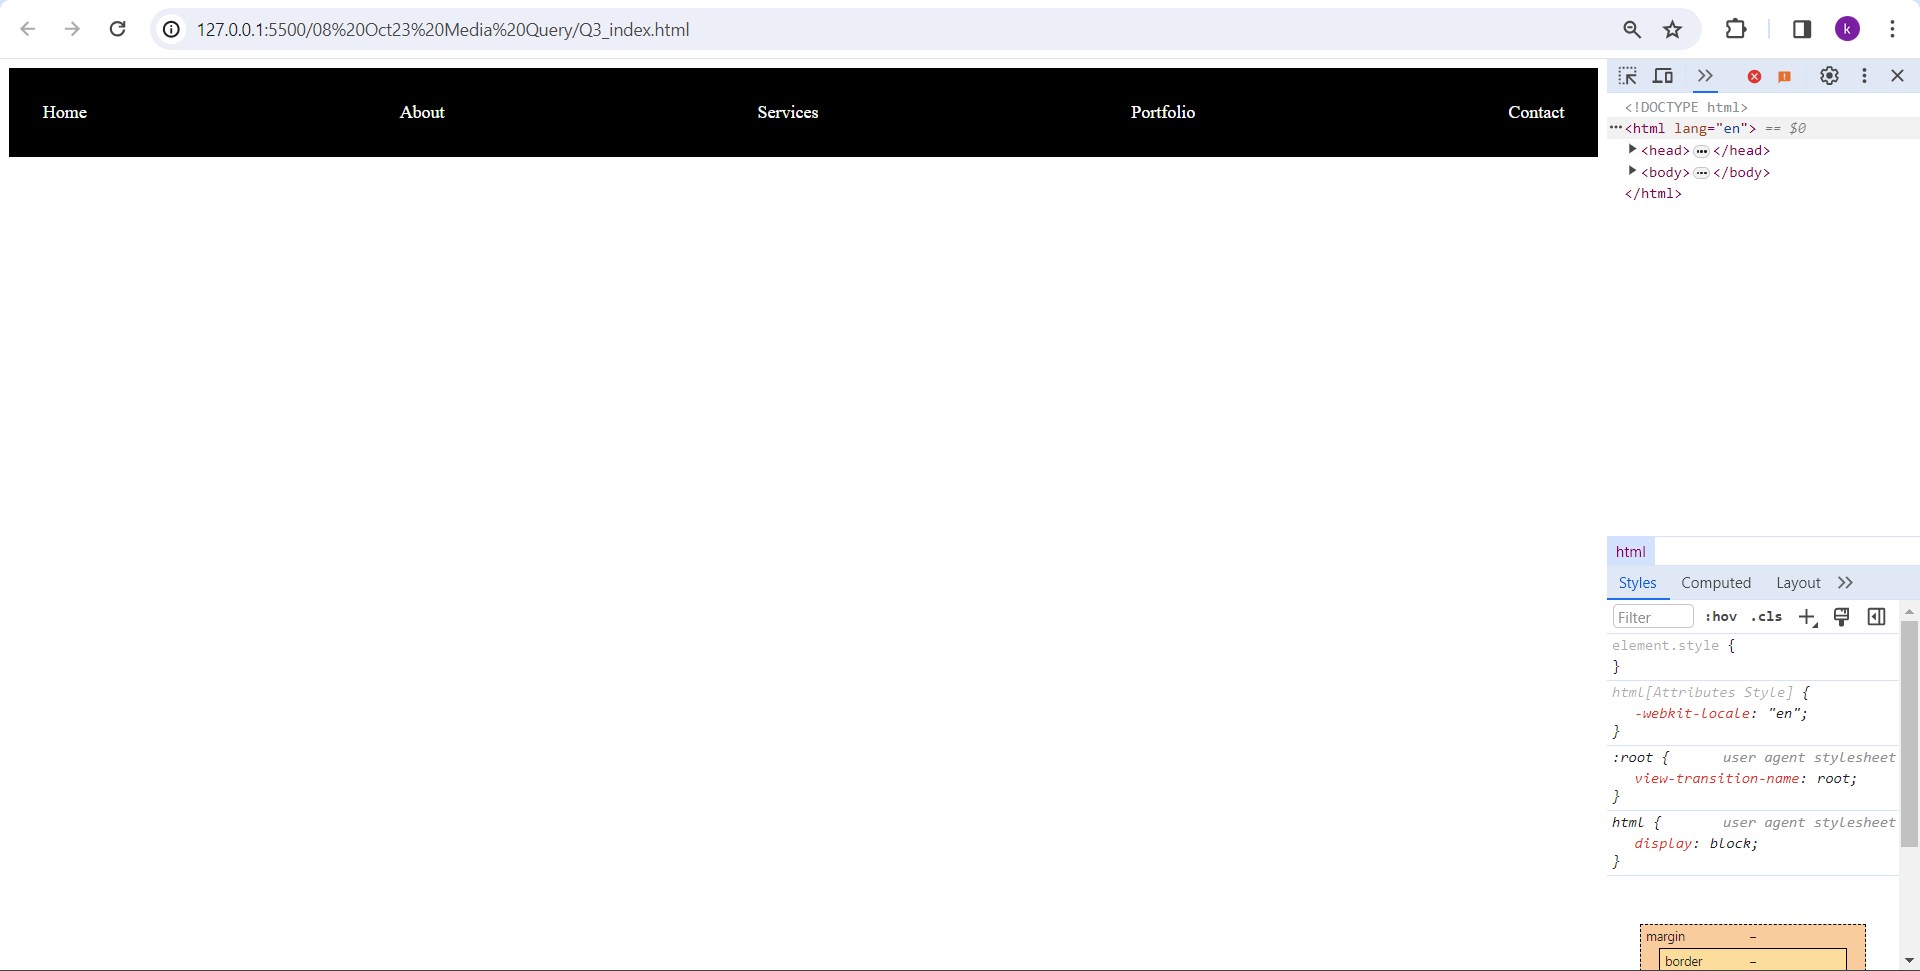 127.0.0.1:5500/08%20Oct23%20Media%20Query/Q3_index.html
k
Home About Services Portfolio Contact
<!DOCTYPE html>
<html lang="en"> == $0
<head> ••• </head>
<body> ••• </body>
</html>
html
Styles Computed Layout
Filter :hov .cls
element.style {
}
html[Attributes Style] {
-webkit-locale: "en";
}
:root { user agent stylesheet
view-transition-name: root;
}
html { user agent stylesheet
display: block;
}
margin –
border –